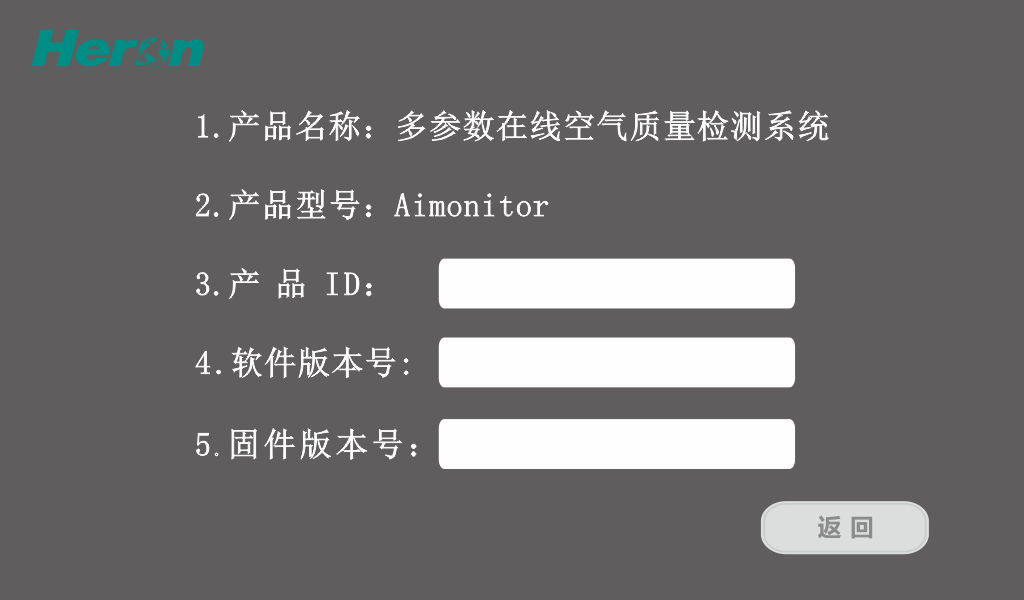 Heron
1.产品名称：多参数在线空气质量检测系统
2.产品型号：Aimonitor
3.产 品 ID：
4.软件版本号:
5.固件版本号：
返回